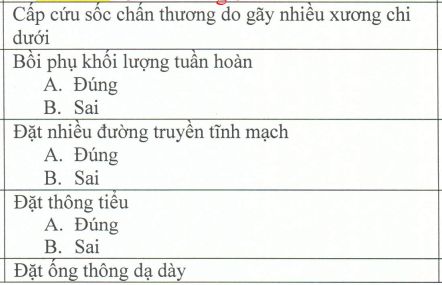 Cấp cứu sốc chấn thương do gãy nhiều xương chi
dưới
Bồi phụ khối lượng tuần hoàn
A. Đúng
B. Sai
Đặt nhiều đường truyền tĩnh mạch
A. Đúng
B. Sai
Đặt thông tiểu
A. Đúng
B. Sai
Đặt ống thông dạ dày